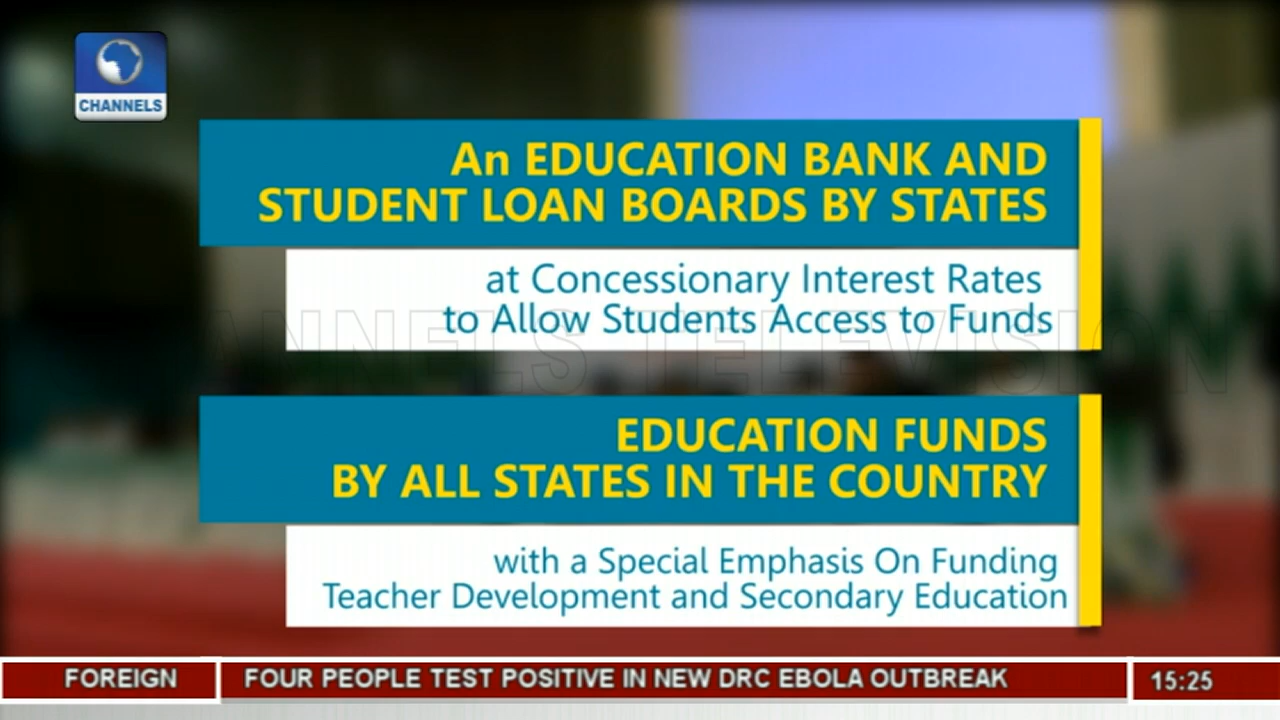 CHANNELS
An EDUCATION BANK AND
STUDENT LOAN BOARDS BY STATES
at Concessionary Interest Rates
to Allow Students Access to Funds
ANNELS TELEVISION
EDUCATION FUNDS
BY ALL STATES IN THE COUNTRY
with a Special Emphasis On Funding
Teacher Development and Secondary Education
FOREIGN
FOUR PEOPLE TEST POSITIVE IN NEW DRC EBOLA OUTBREAK
15:25